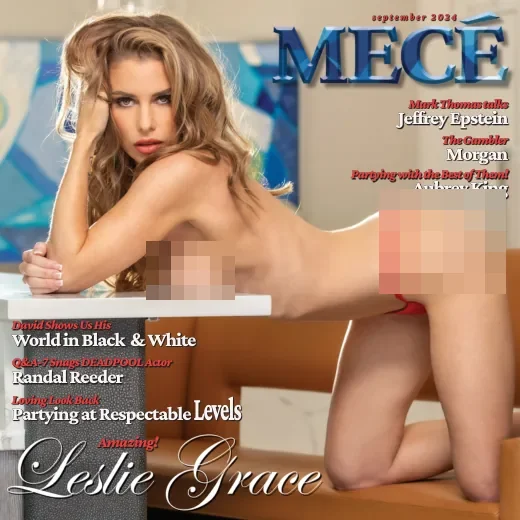 september 2024
MECÉ
Mark Thomas talks
Jeffrey Epstein
The Gambler
Morgan
Partying with the Best of Them!
Aubrey King
David Shows Us His
World in Black & White
Q&A-7 Snags DEADPOOL Actor
Randal Reeder
Loving Look Back
Partying at Respectable Levels
Amazing!
Leslie Grace